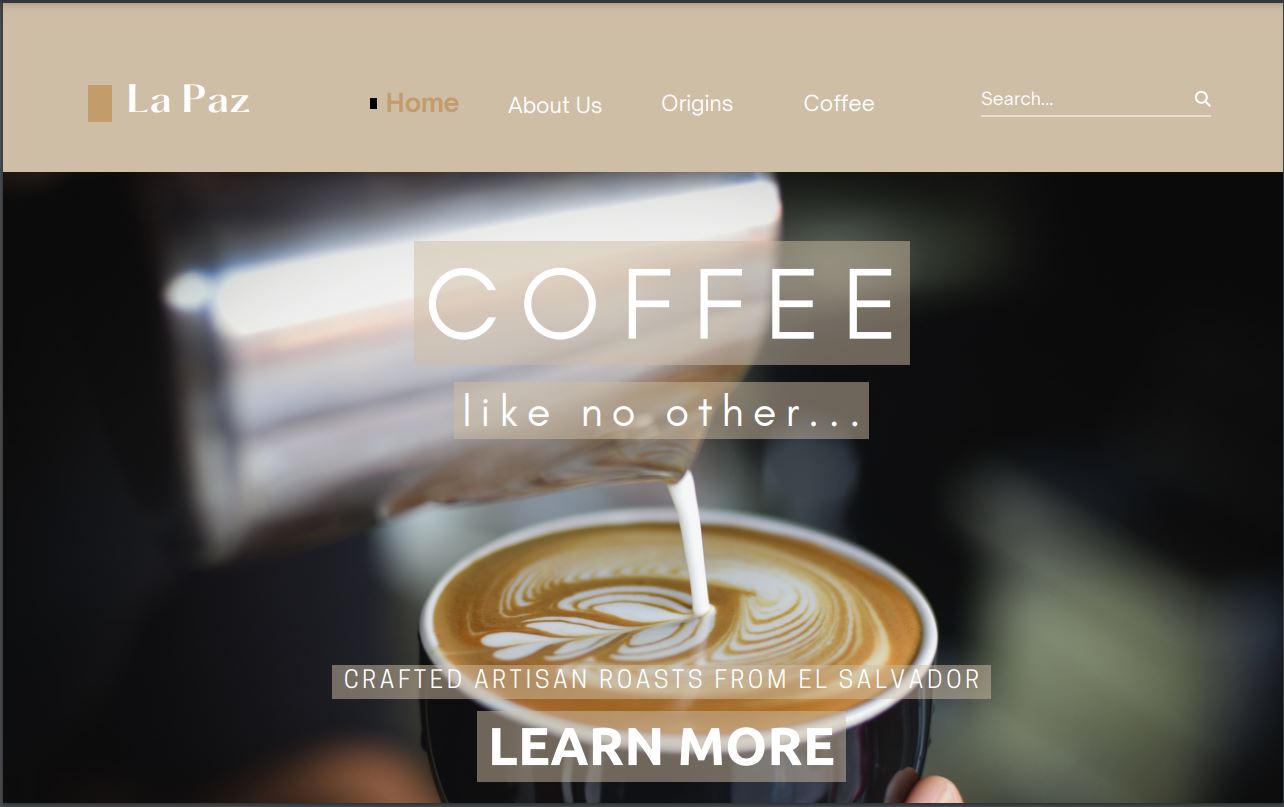 La Paz
Home
About Us
Origins
Coffee
Search...
COFFEE
like no other...
CRAFTED ARTISAN ROASTS FROM EL SALVADOR
LEARN MORE